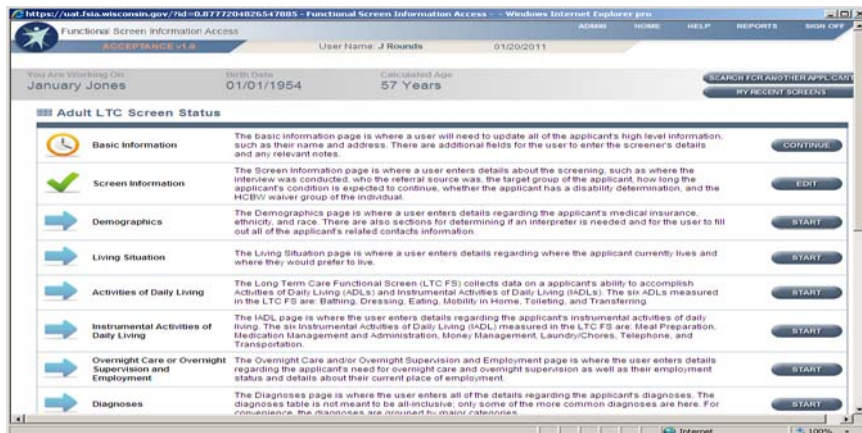 https://uat.fsia.wisconsin.gov/?id=0.8777204826547085 - Functional Screen Information Access - - Windows Internet Explorer pro
Functional Screen Information Access
ADMIN HOME HELP REPORTS SIGN OFF
ACCEPTANCE v1.0 User Name: J Rounds 01/20/2011
You Are Working On: Birth Date Calculated Age
January Jones 01/01/1954 57 Years
SEARCH FOR ANOTHER APPLICANT
MY RECENT SCREENS
Adult LTC Screen Status
Basic Information
The basic information page is where a user will need to update all of the applicant's high level information,
such as their name and address. There are additional fields for the user to enter the screener's details
and any relevant notes.
CONTINUE
Screen Information
The Screen Information page is where a user enters details about the screening, such as where the
interview was conducted, who the referral source was, the target group of the applicant, how long the
applicant's condition is expected to continue, whether the applicant has a disability determination, and the
HCBW waiver group of the individual.
EDIT
Demographics
The Demographics page is where a user enters details regarding the applicant's medical insurance,
ethnicity, and race. There are also sections for determining if an interpreter is needed and for the user to fill
out all of the applicant's related contacts information.
START
Living Situation
The Living Situation page is where a user enters details regarding where the applicant currently lives and
where they would prefer to live.
START
Activities of Daily Living
The Long Term Care Functional Screen (LTC FS) collects data on a applicant's ability to accomplish
Activities of Daily Living (ADLs) and Instrumental Activities of Daily Living (IADLs). The six ADLs measured
in the LTC FS are: Bathing, Dressing, Eating, Mobility in Home, Toileting, and Transferring.
START
Instrumental Activities of
Daily Living
The IADL page is where the user enters details regarding the applicant's instrumental activities of daily
living. The six Instrumental Activities of Daily Living (IADL) measured in the LTC FS are: Meal Preparation,
Medication Management and Administration, Money Management, Laundry/Chores, Telephone, and
Transportation.
START
Overnight Care or Overnight
Supervision and
Employment
The Overnight Care and/or Overnight Supervision and Employment page is where the user enters details
regarding the applicant's need for overnight care and overnight supervision as well as their employment
status and details about their current place of employment.
START
Diagnoses
The Diagnoses page is where the user enters all of the details regarding the applicant's diagnoses. The
diagnoses table is not meant to be all-inclusive; only some of the more common diagnoses are here. For
convenience, the diagnoses are grouped by major categories.
START
Internet 100%